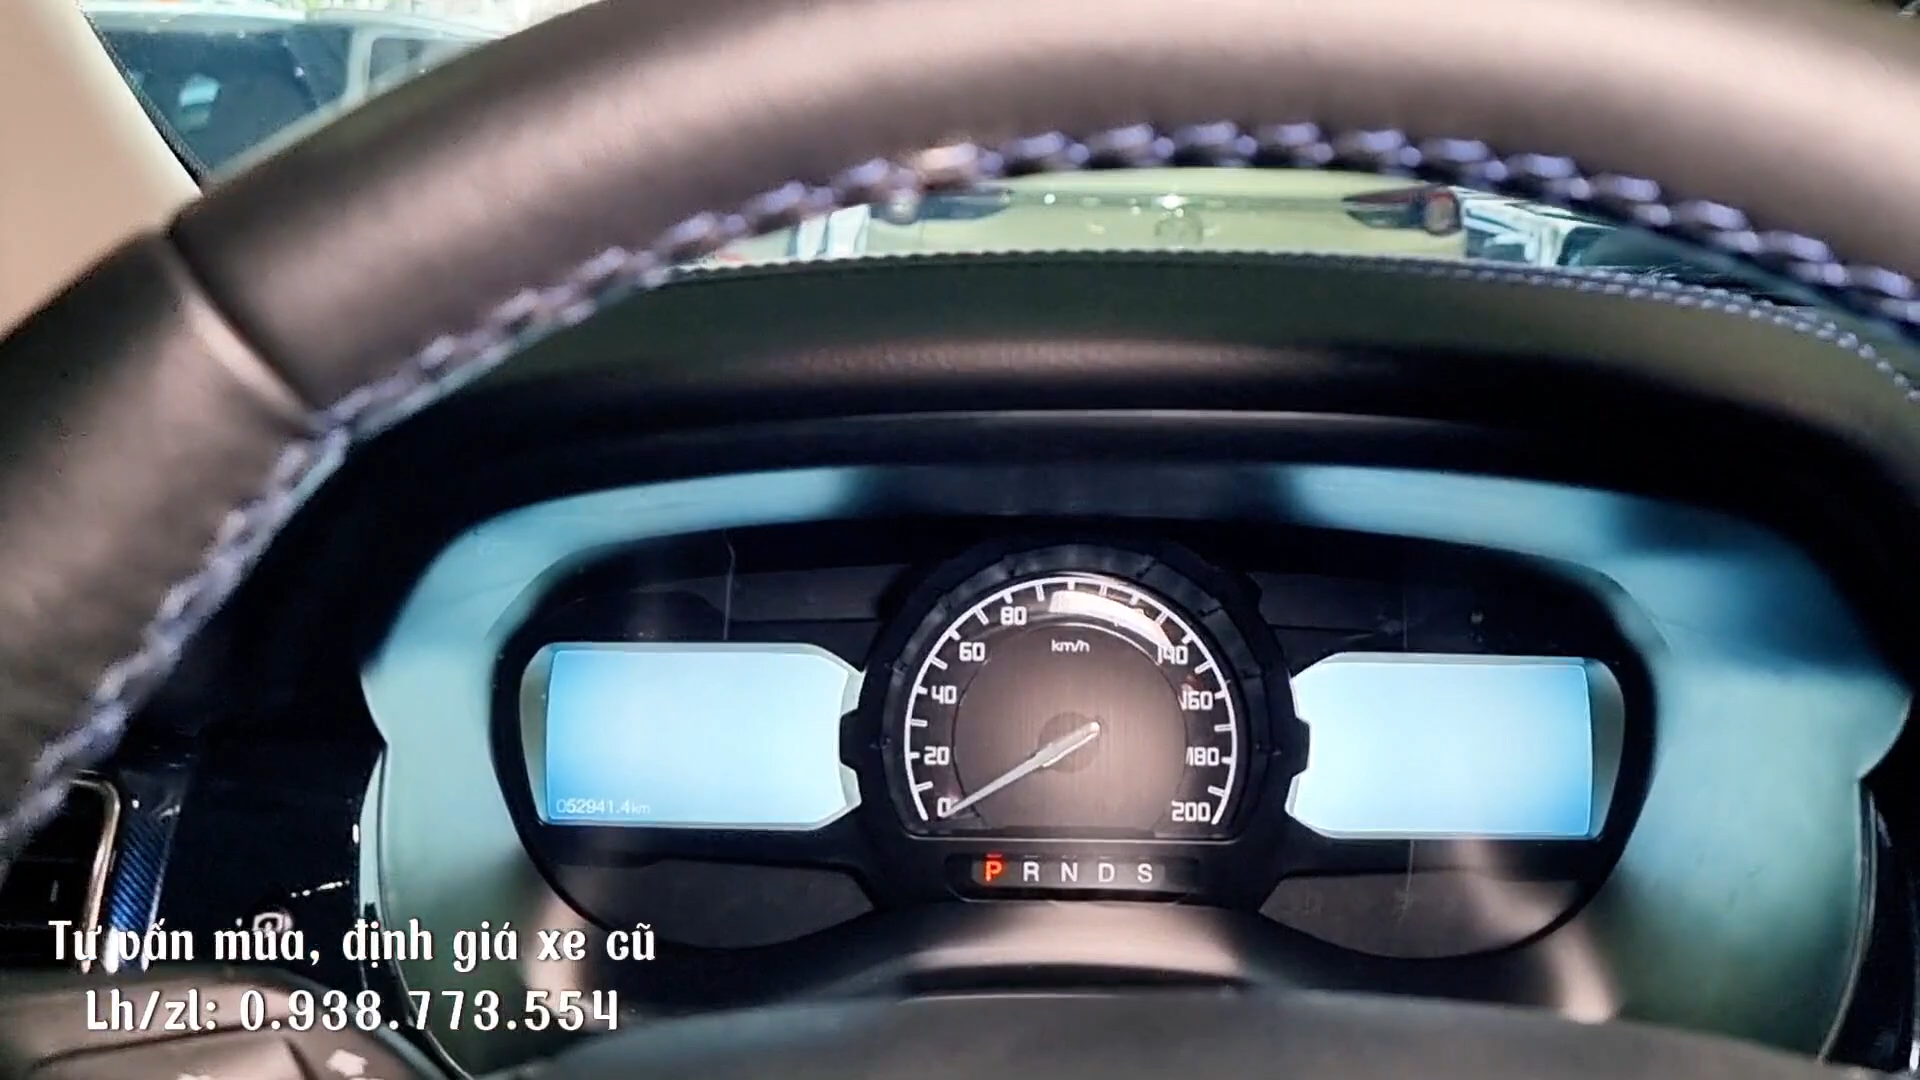 km/h
0
20
40
60
80
140
160
180
200
052941.4km
P R N D S
Tư vấn mua, định giá xe cũ
Lh/zl: 0.938.773.554